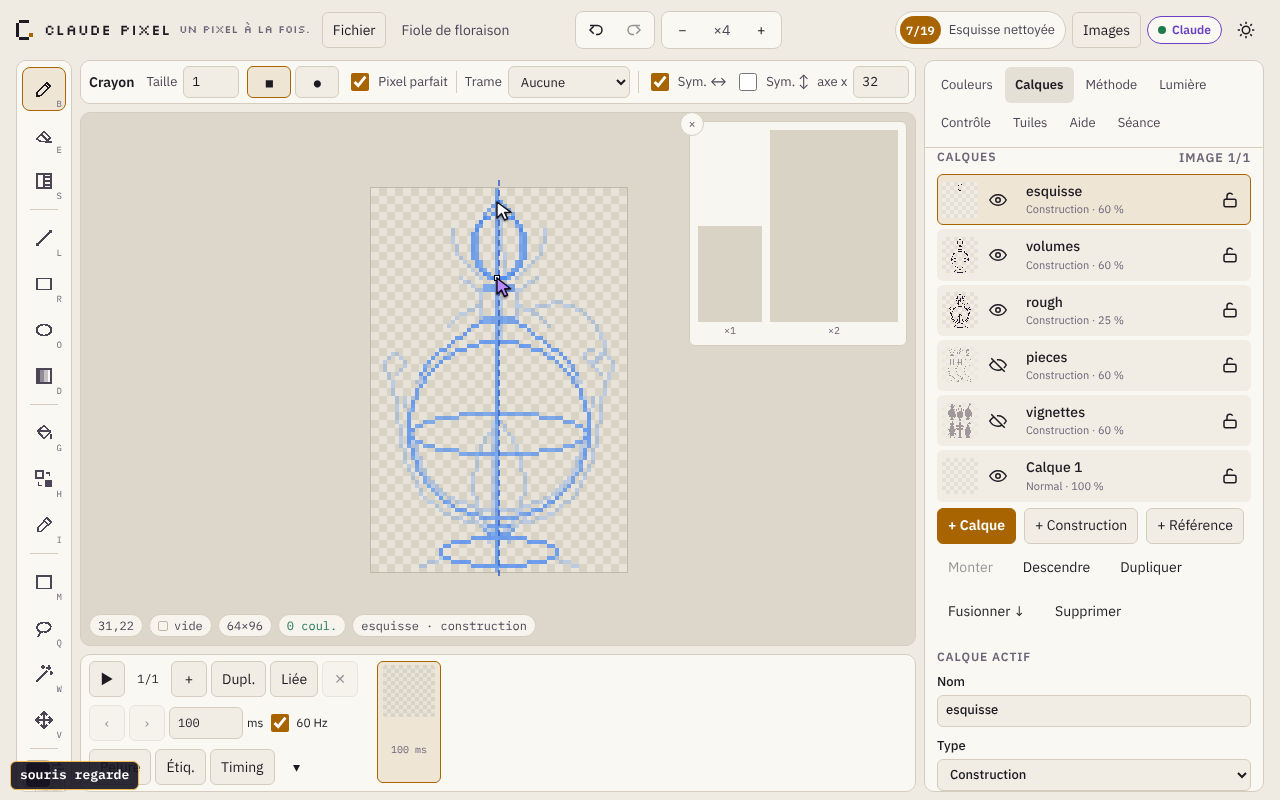 CLAUDE PIXEL UN PIXEL À LA FOIS. Fichier Fiole de floraison − ×4 + 7/19 Esquisse nettoyée Images Claude
Crayon Taille 1 Pixel parfait Trame Aucune Sym. ↔ Sym. ↕ axe x 32
B
E
S
L
R
O
D
G
H
I
M
Q
W
V
×
×1 ×2
31,22 vide 64×96 0 coul. esquisse · construction
1/1 + Dupl. Liée ×
‹ › 100 ms 60 Hz
Étiq. Timing ▼
100 ms
souris regarde
Couleurs Calques Méthode Lumière
Contrôle Tuiles Aide Séance
CALQUES IMAGE 1/1
esquisse
Construction · 60 %
volumes
Construction · 60 %
rough
Construction · 25 %
pieces
Construction · 60 %
vignettes
Construction · 60 %
Calque 1
Normal · 100 %
+ Calque + Construction + Référence
Monter Descendre Dupliquer
Fusionner ↓ Supprimer
CALQUE ACTIF
Nom
esquisse
Type
Construction